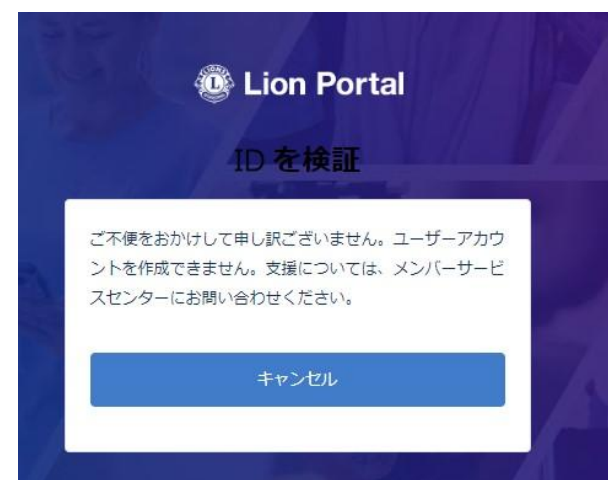 Lion Portal
ID を検証
ご不便をおかけして申し訳ございません。ユーザーアカウ
ントを作成できません。支援については、メンバーサービ
スセンターにお問い合わせください。
キャンセル